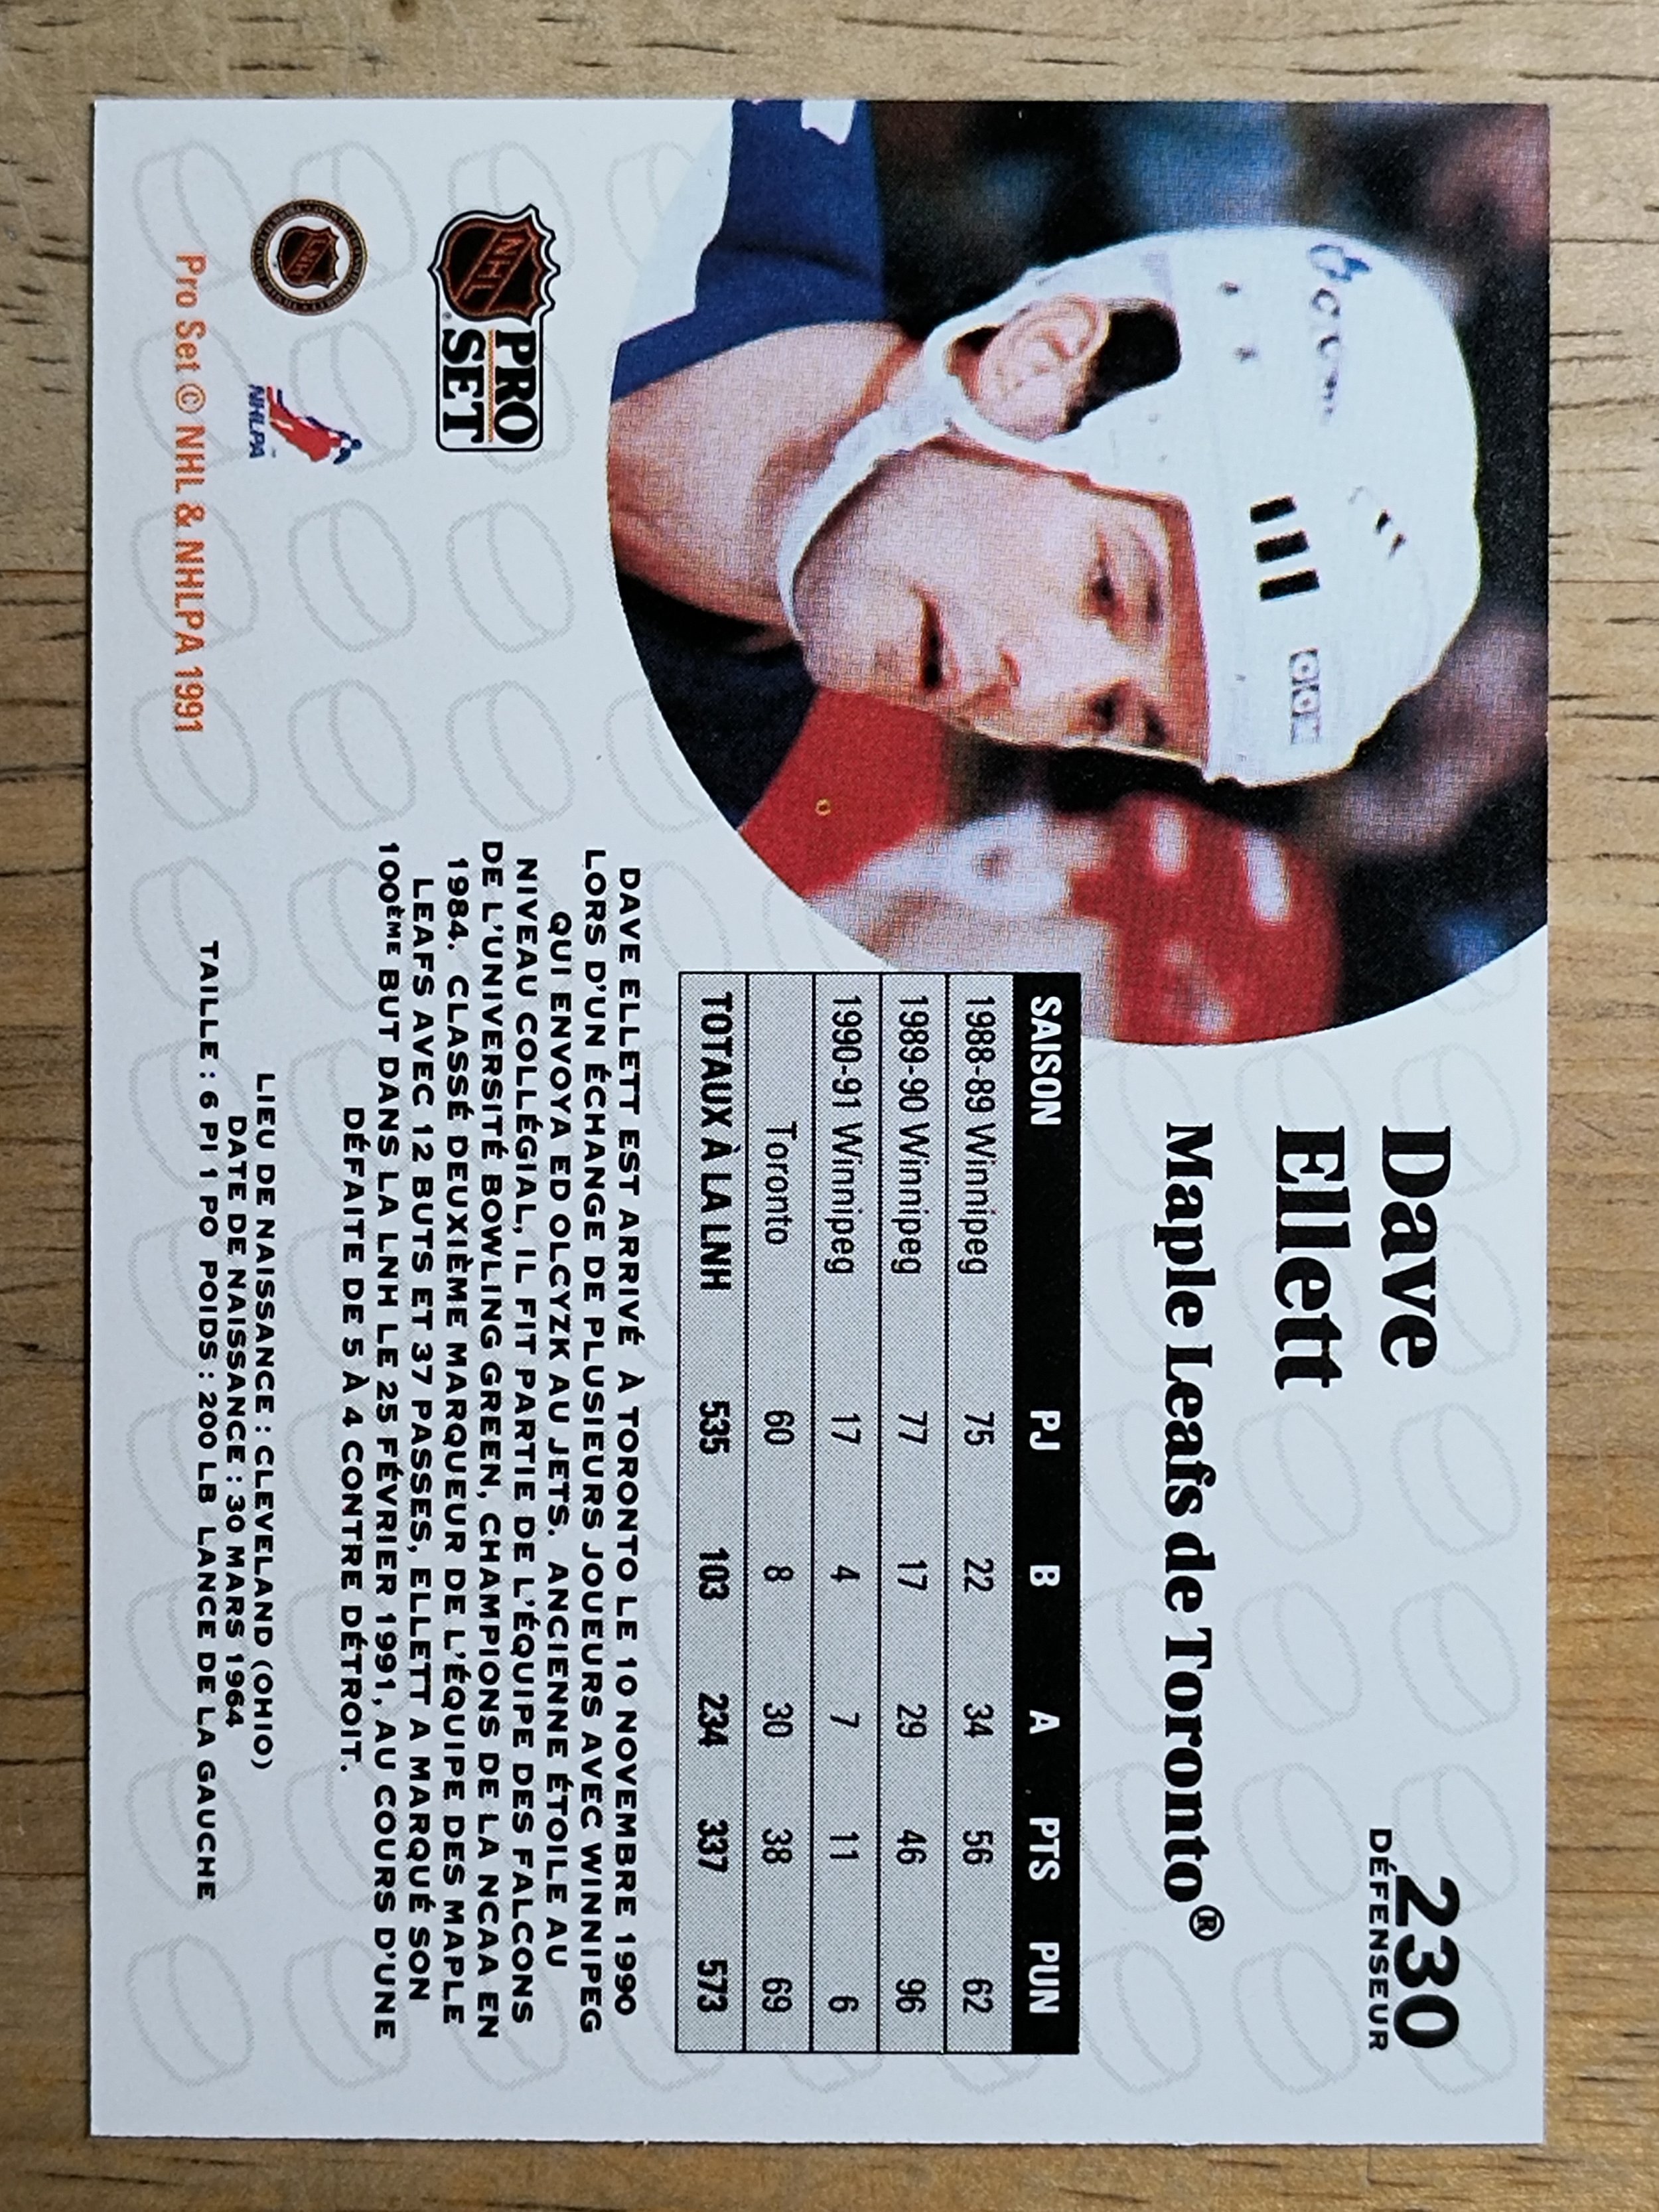 230
DÉFENSEUR
Dave
Ellett
Maple Leafs de Toronto®
SAISON PJ B A PTS PUN
1988-89 Winnipeg 75 22 34 56 62
1989-90 Winnipeg 77 17 29 46 96
1990-91 Winnipeg 17 4 7 11 6
Toronto 60 8 30 38 69
TOTAUX À LA LNH 535 103 234 337 573
DAVE ELLETT EST ARRIVÉ À TORONTO LE 10 NOVEMBRE 1990
LORS D'UN ÉCHANGE DE PLUSIEURS JOUEURS AVEC WINNIPEG
QUI ENVOYA ED OLCYZK AU JETS. ANCIENNE ÉTOILE AU
NIVEAU COLLÉGIAL, IL FIT PARTIE DE L'ÉQUIPE DES FALCONS
DE L'UNIVERSITÉ BOWLING GREEN, CHAMPIONS DE LA NCAA EN
1984. CLASSÉ DEUXIÈME MARQUEUR DE L'ÉQUIPE DES MAPLE
LEAFS AVEC 12 BUTS ET 37 PASSES, ELLETT A MARQUÉ SON
100ÈME BUT DANS LA LNH LE 25 FÉVRIER 1991, AU COURS D'UNE
DÉFAITE DE 5 À 4 CONTRE DÉTROIT.
LIEU DE NAISSANCE : CLEVELAND (OHIO)
DATE DE NAISSANCE : 30 MARS 1964
TAILLE : 6 PI 1 PO POIDS : 200 LB LANCE DE LA GAUCHE
NHL PRO SET
NHLPA
Pro Set © NHL & NHLPA 1991
CCM